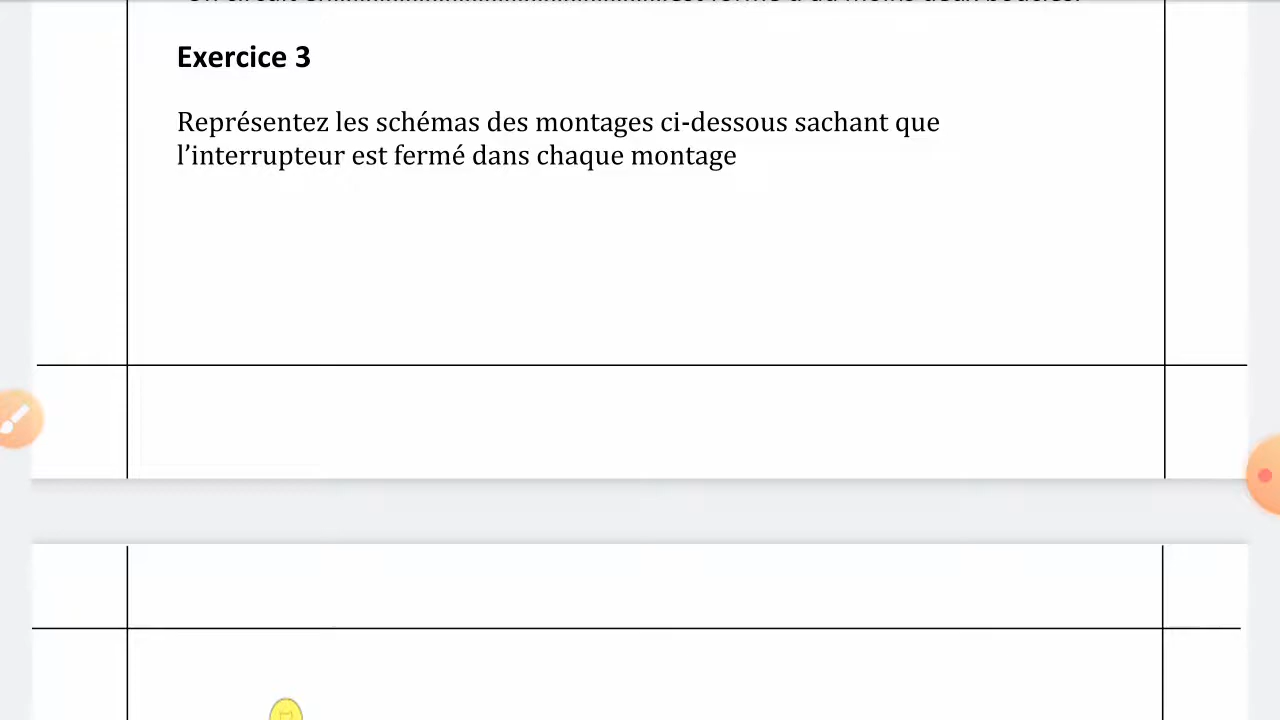 Exercice 3
Représentez les schémas des montages ci-dessous sachant que
l’interrupteur est fermé dans chaque montage